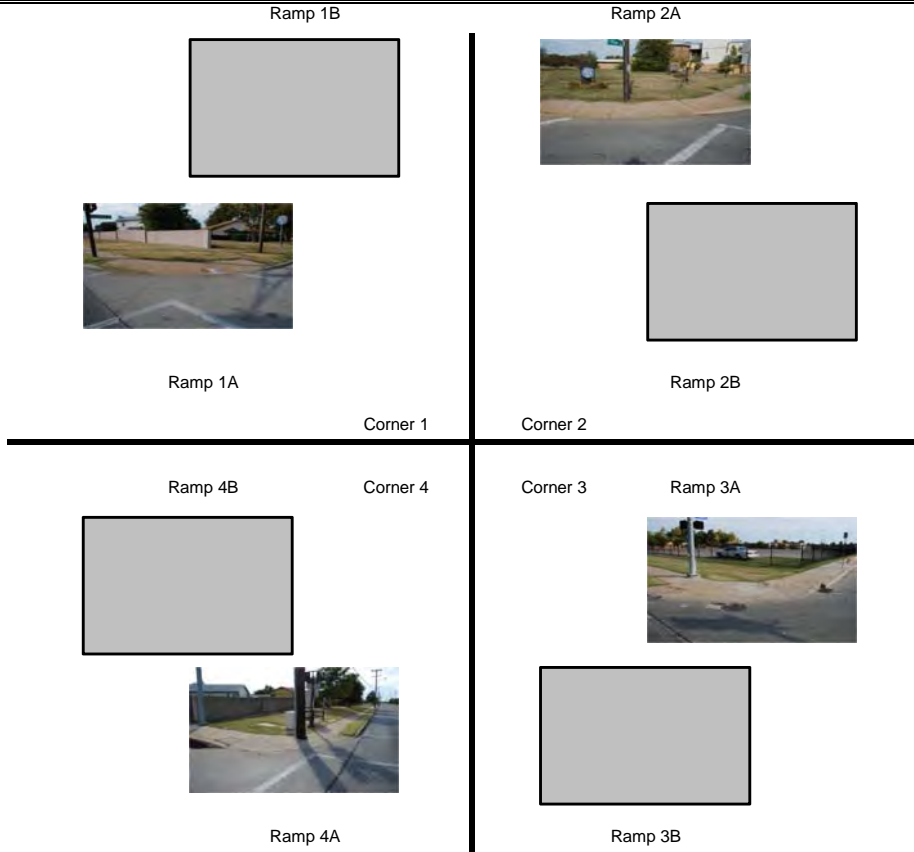 Ramp 1B Ramp 2A
Ramp 1A Ramp 2B
Corner 1 Corner 2
Ramp 4B Corner 4 Corner 3 Ramp 3A
Ramp 4A Ramp 3B